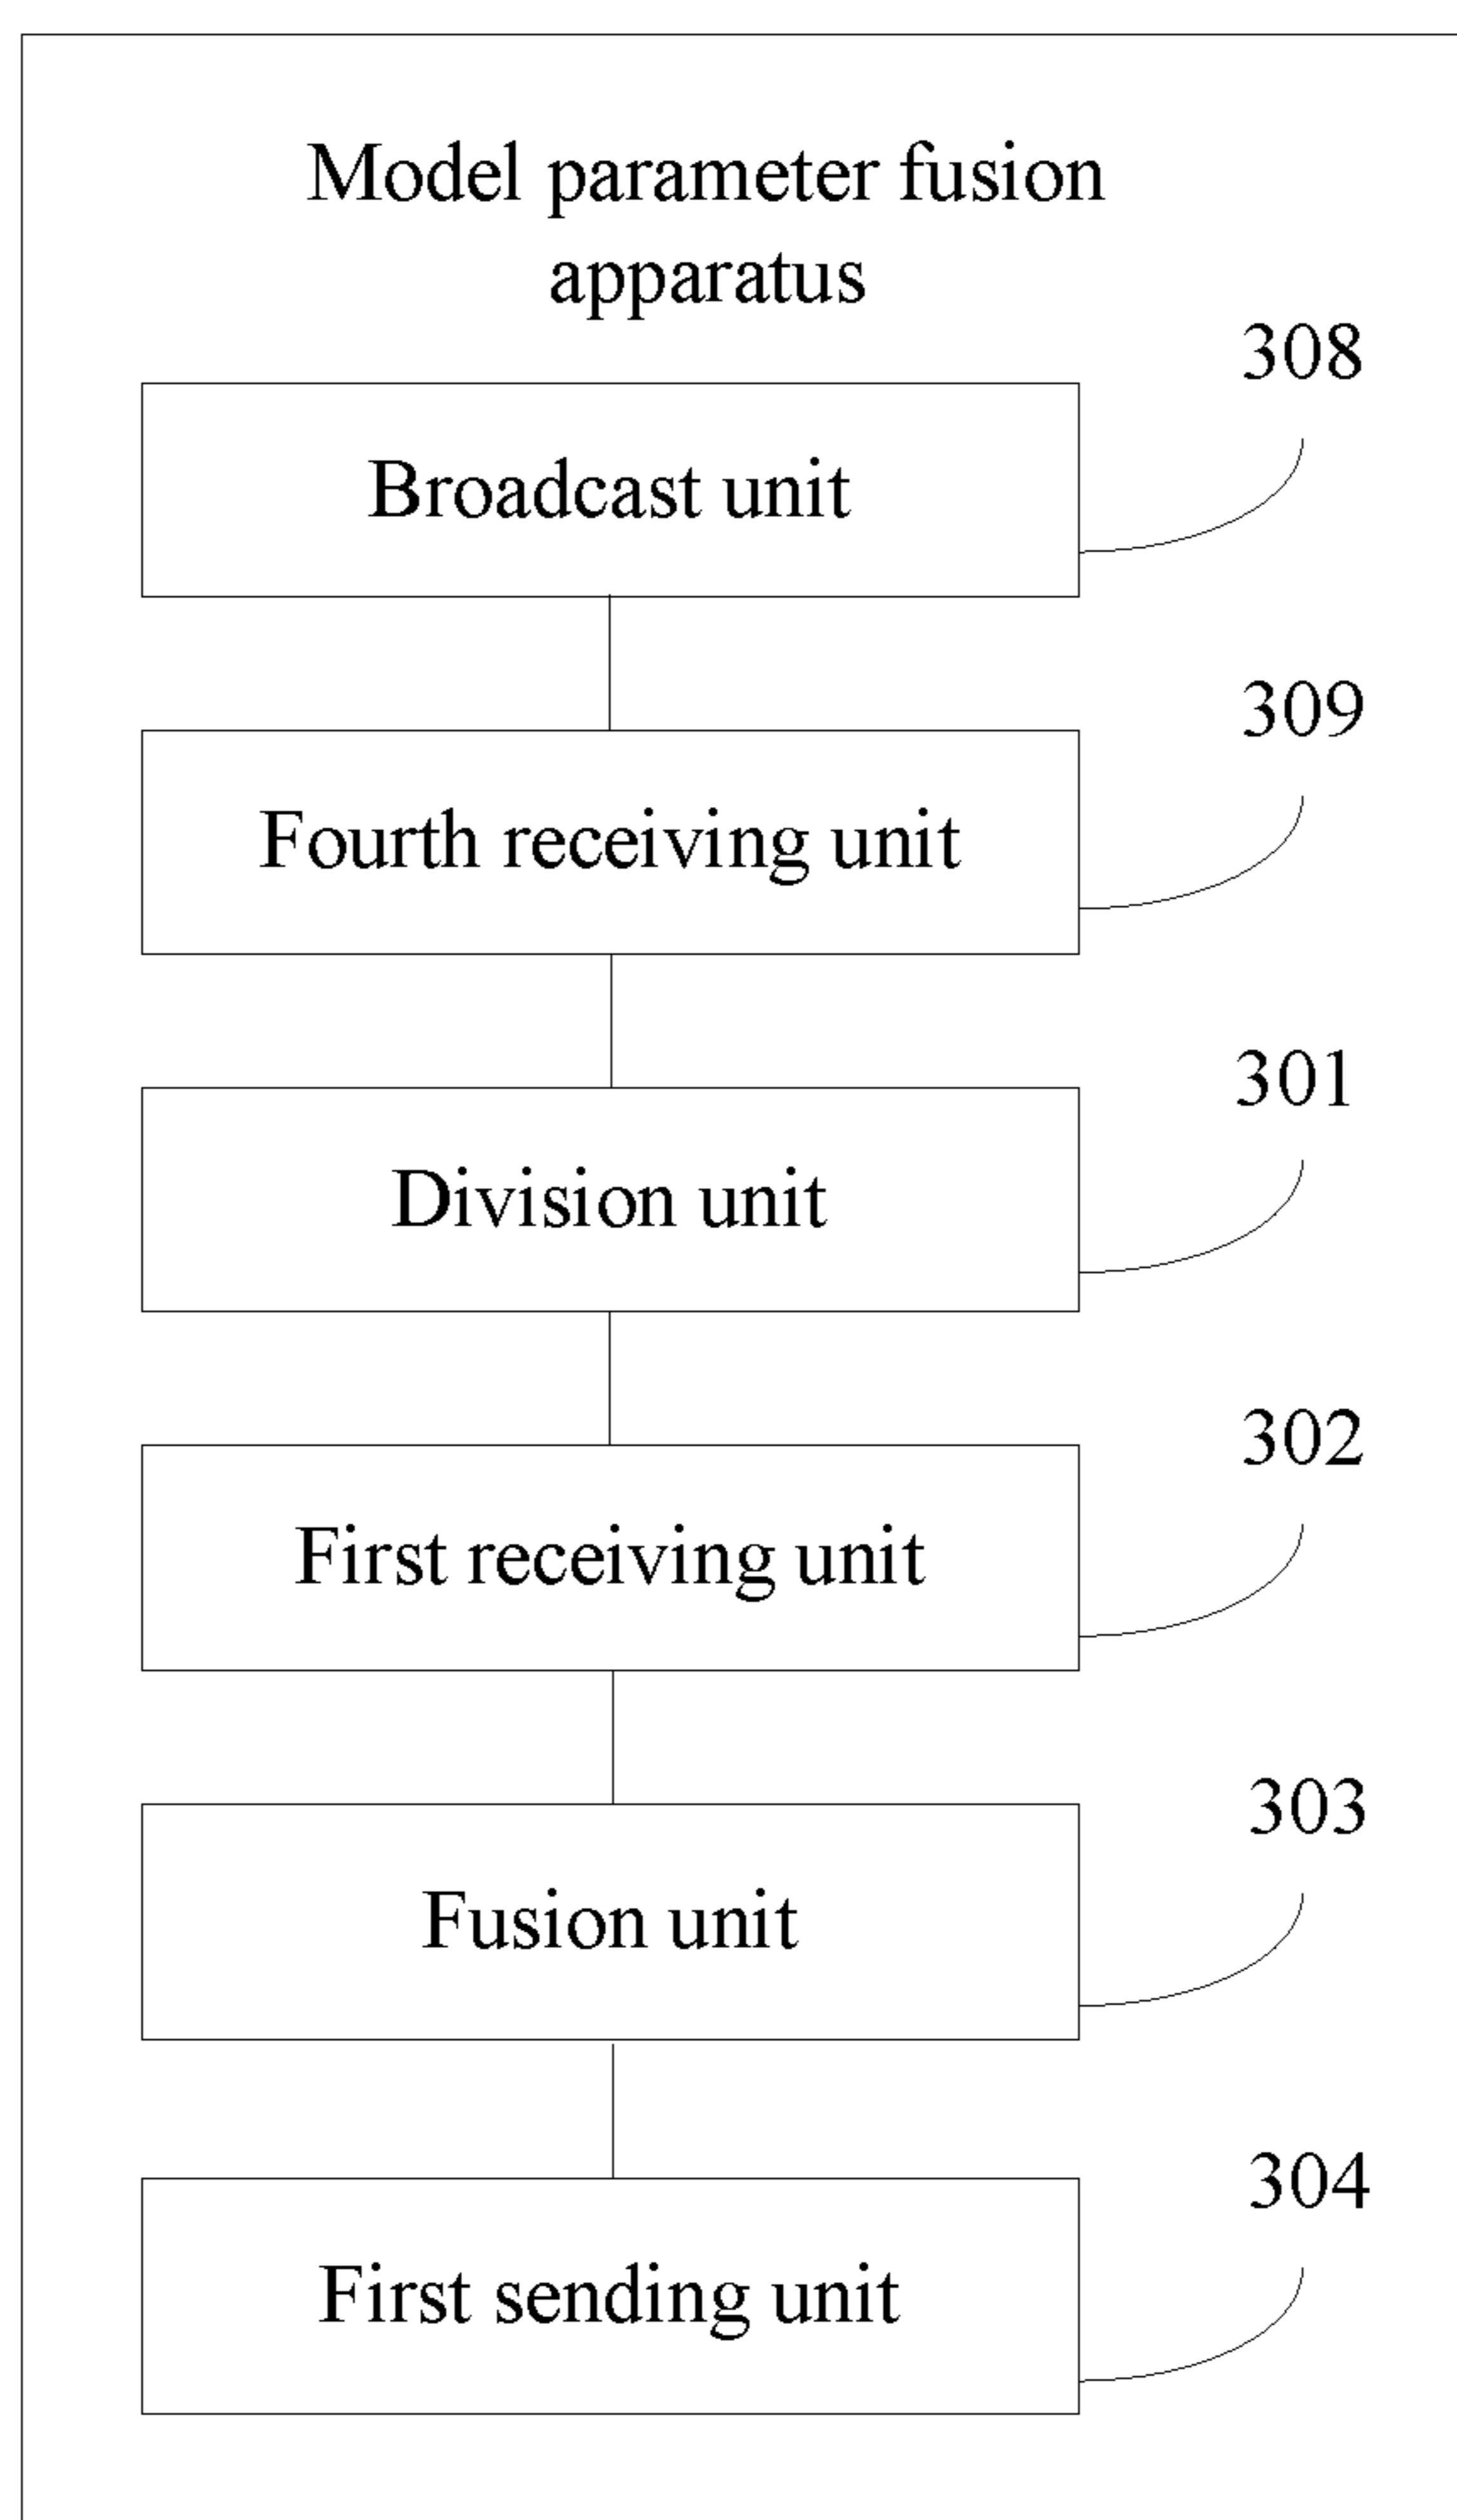 Model parameter fusion
apparatus
308
Broadcast unit
309
Fourth receiving unit
301
Division unit
302
First receiving unit
303
Fusion unit
304
First sending unit